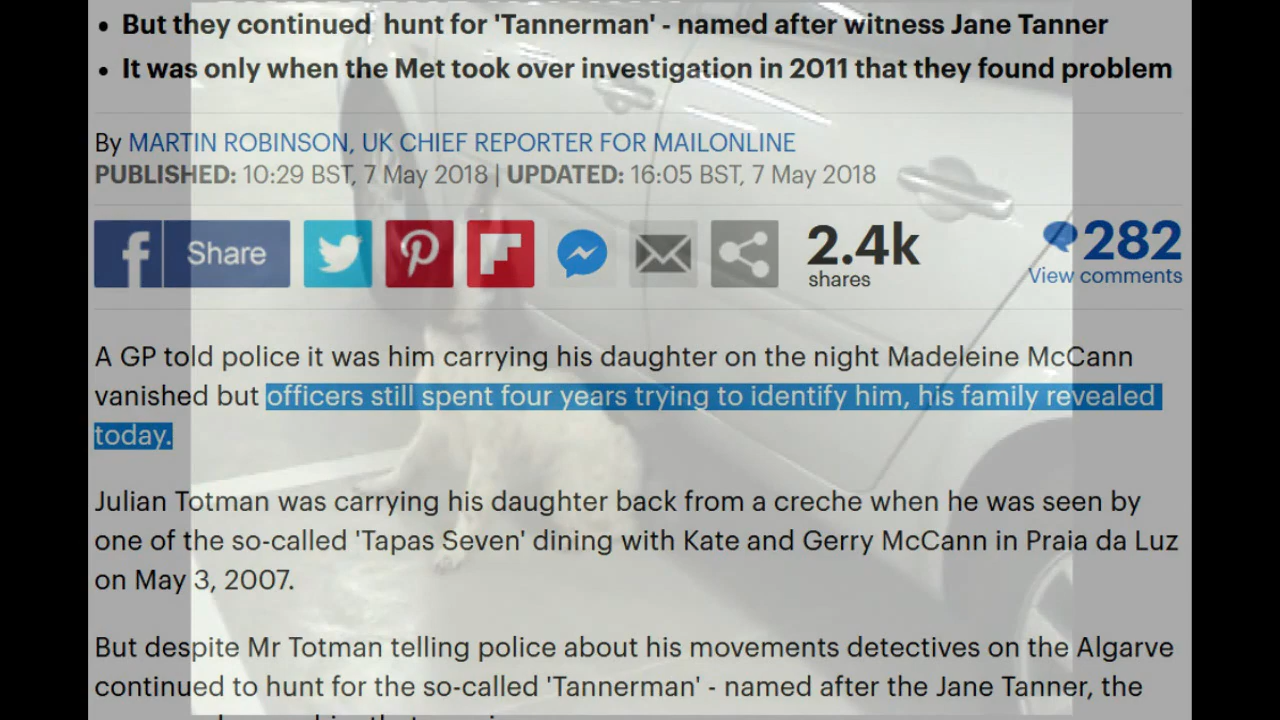 • But they continued hunt for 'Tannerman' - named after witness Jane Tanner
• It was only when the Met took over investigation in 2011 that they found problem
By MARTIN ROBINSON, UK CHIEF REPORTER FOR MAILONLINE
PUBLISHED: 10:29 BST, 7 May 2018 | UPDATED: 16:05 BST, 7 May 2018
Share
2.4k
shares
282
View comments
A GP told police it was him carrying his daughter on the night Madeleine McCann
vanished but officers still spent four years trying to identify him, his family revealed
today.
Julian Totman was carrying his daughter back from a creche when he was seen by
one of the so-called 'Tapas Seven' dining with Kate and Gerry McCann in Praia da Luz
on May 3, 2007.
But despite Mr Totman telling police about his movements detectives on the Algarve
continued to hunt for the so-called 'Tannerman' - named after the Jane Tanner, the